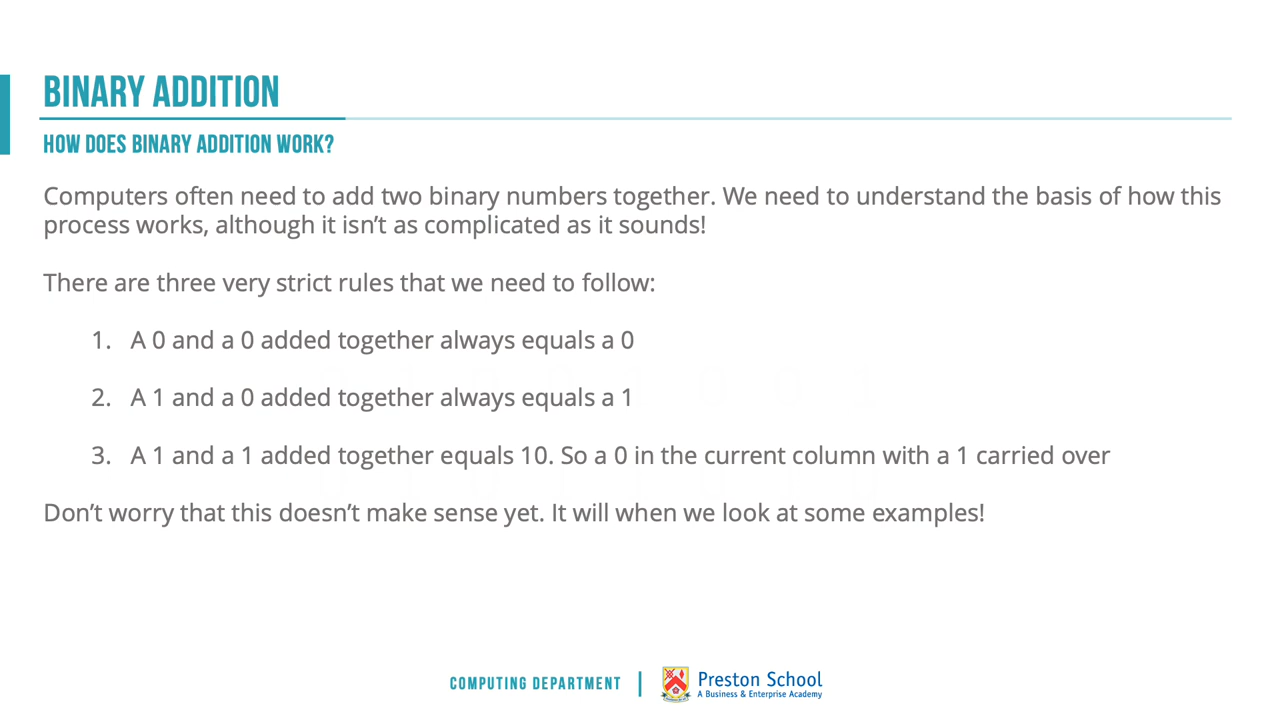 BINARY ADDITION
HOW DOES BINARY ADDITION WORK?
Computers often need to add two binary numbers together. We need to understand the basis of how this
process works, although it isn't as complicated as it sounds!
There are three very strict rules that we need to follow:
1. A 0 and a 0 added together always equals a 0
2. A 1 and a 0 added together always equals a 1
3. A 1 and a 1 added together equals 10. So a 0 in the current column with a 1 carried over
Don't worry that this doesn't make sense yet. It will when we look at some examples!
COMPUTING DEPARTMENT | Preston School
A Business & Enterprise Academy